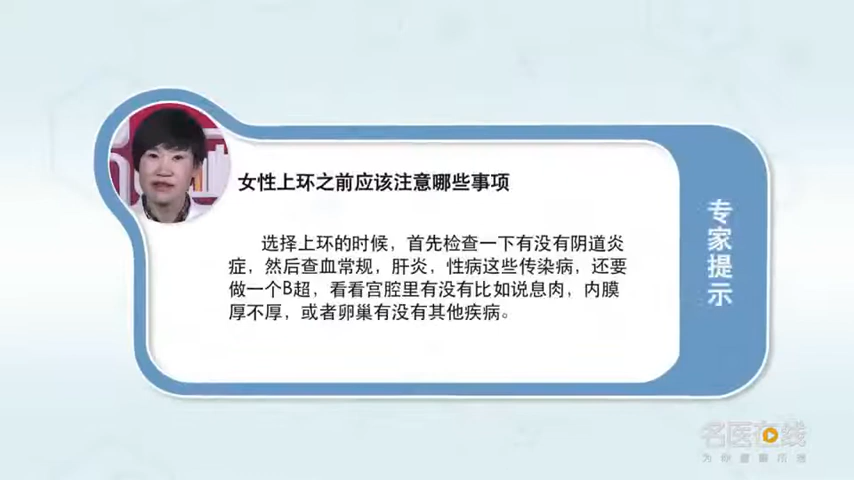 女性上环之前应该注意哪些事项
选择上环的时候，首先检查一下有没有阴道炎
症，然后查血常规，肝炎，性病这些传染病，还要
做一个B超，看看宫腔里有没有比如说息肉，内膜
厚不厚，或者卵巢有没有其他疾病。
专家提示
名医在线